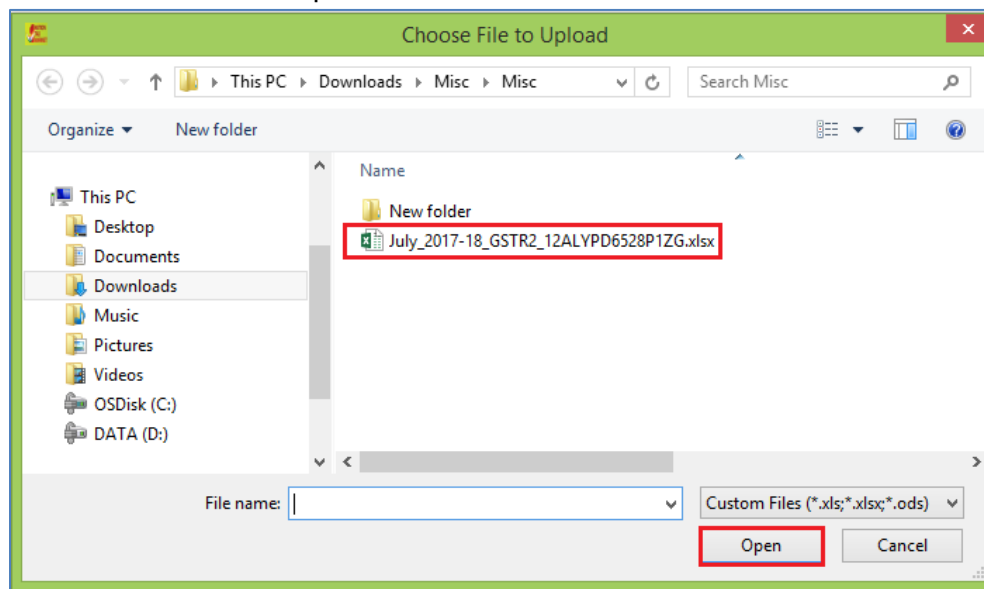 Choose File to Upload
This PC Downloads Misc Misc
Search Misc
Organize New folder
Name
This PC
Desktop
Documents
Downloads
Music
Pictures
Videos
OSDisk (C:)
DATA (D:)
New folder
July_2017-18_GSTR2_12ALYPD6528P1ZG.xlsx
File name:
Custom Files (*.xls;*.xlsx;*.ods)
Open Cancel